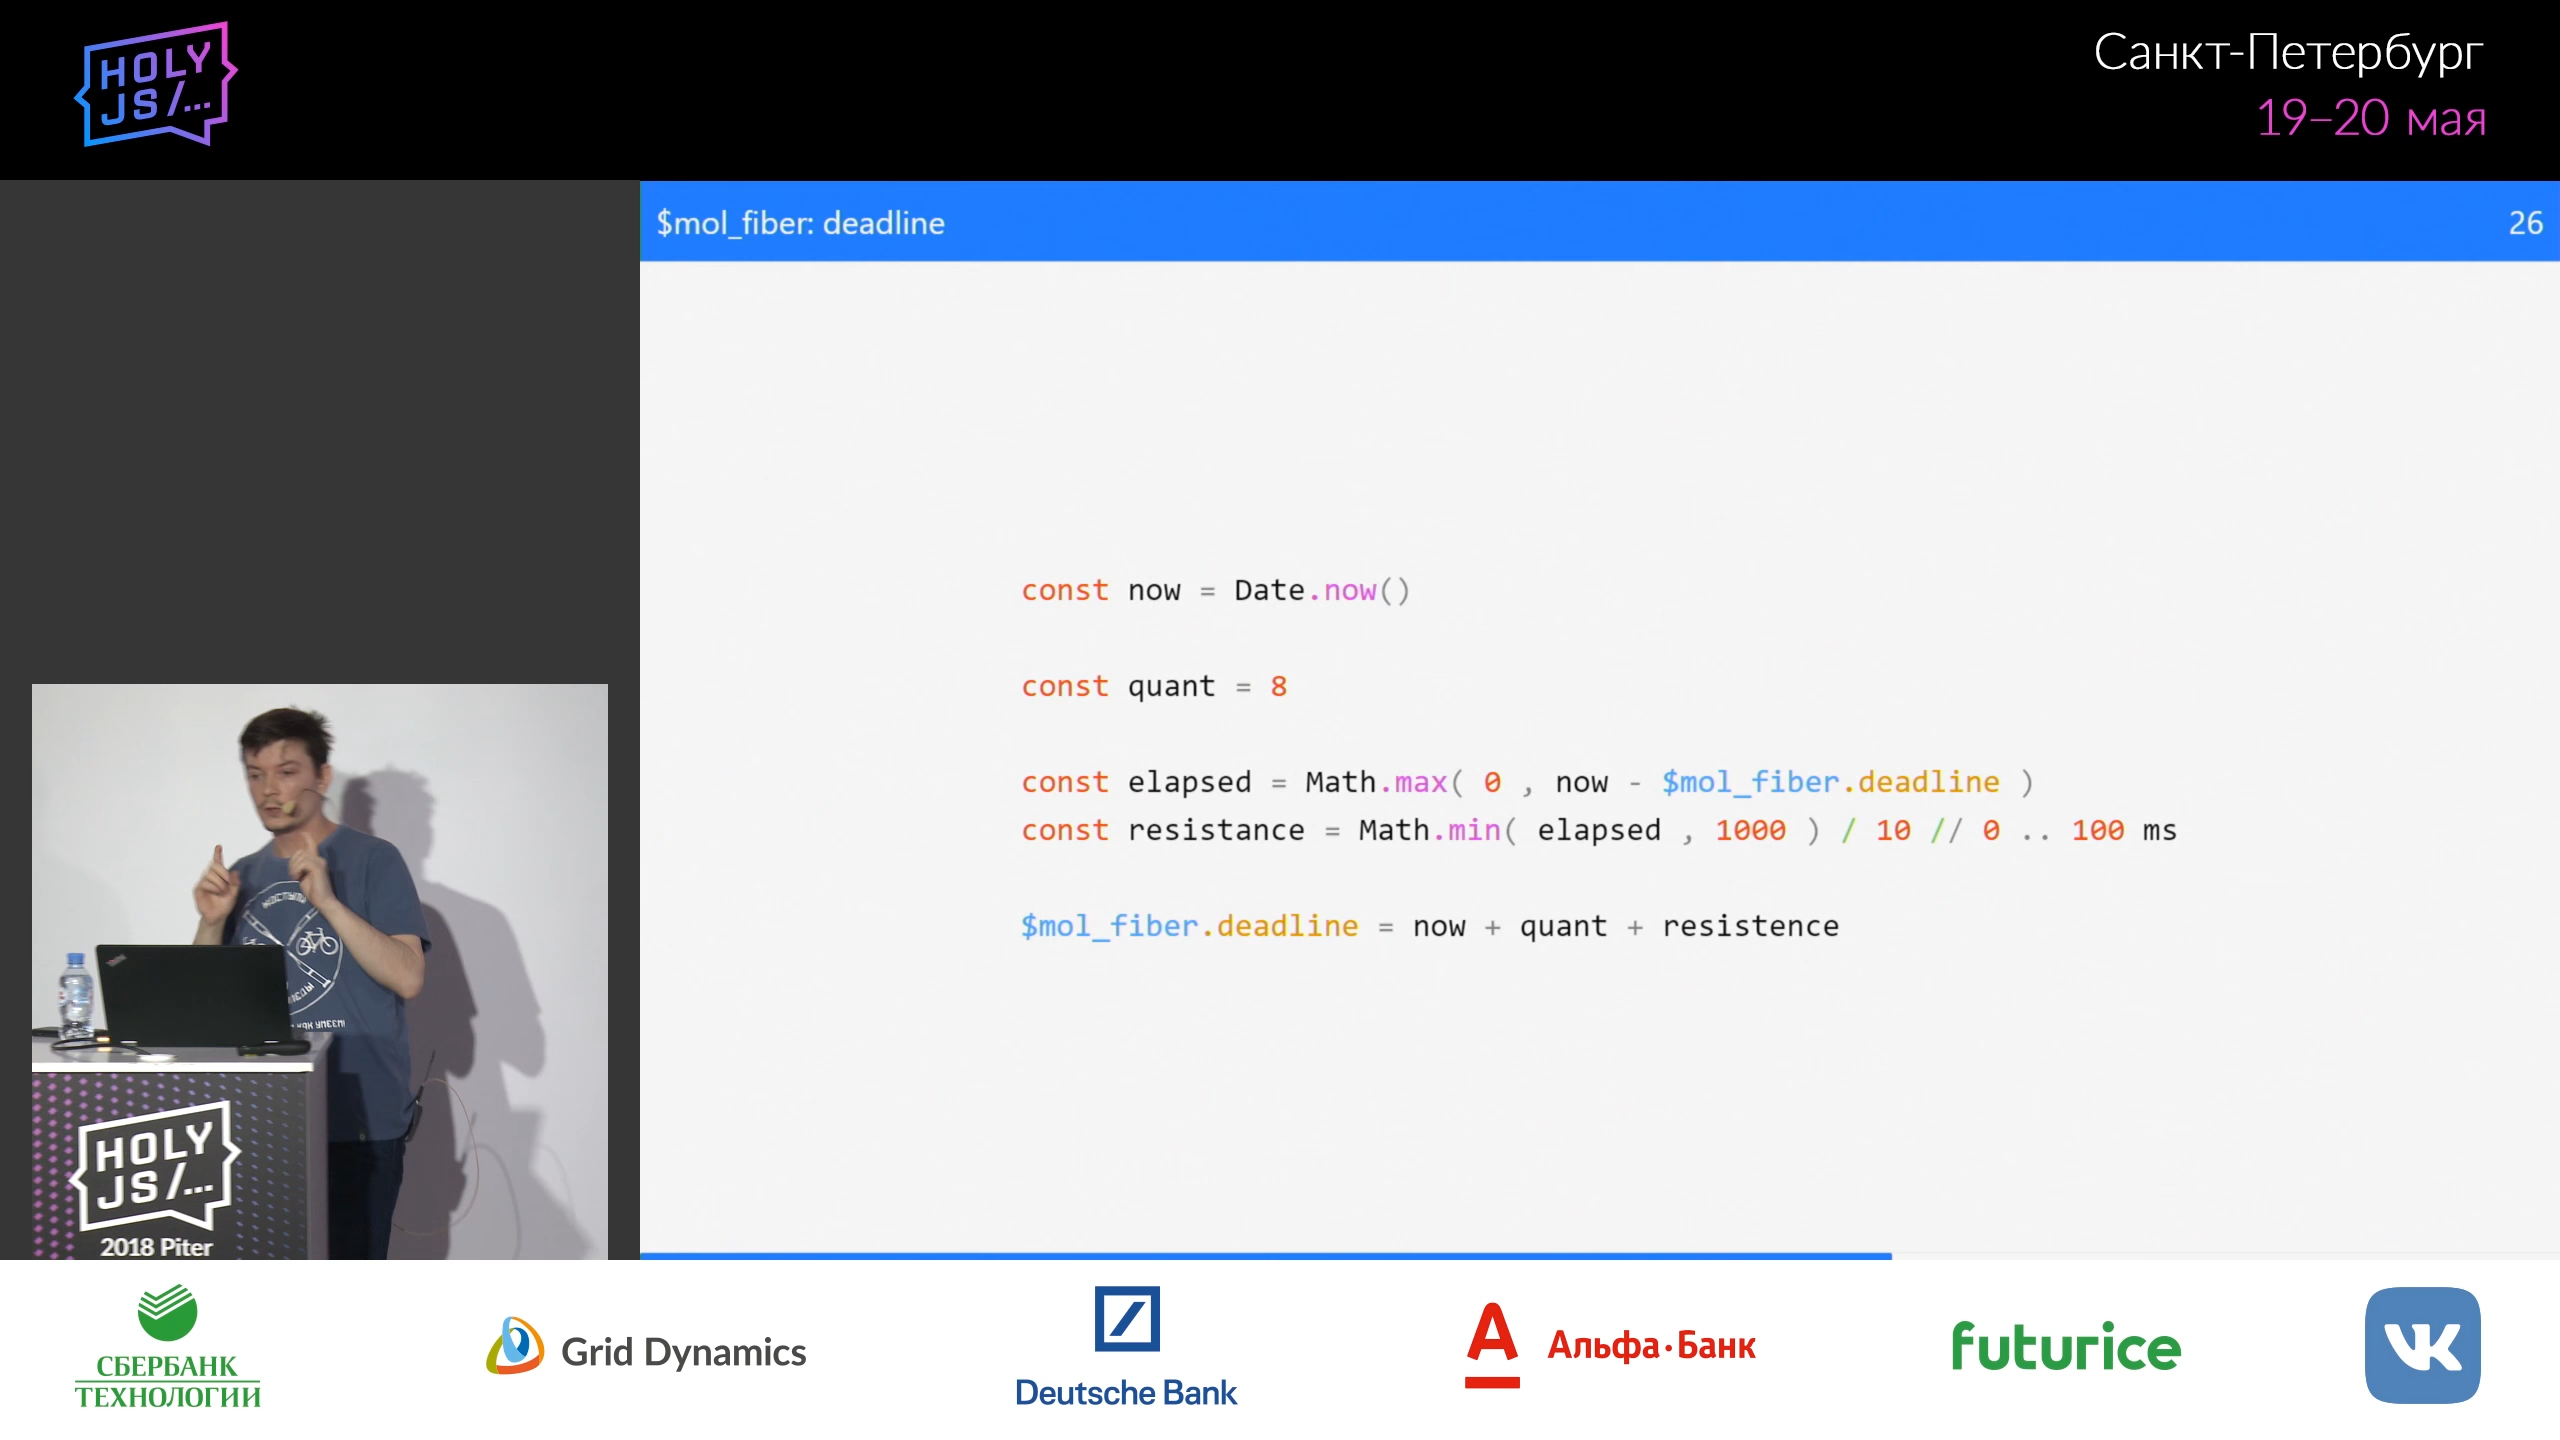 HOLY
JS/...
Санкт-Петербург
19–20 мая
$mol_fiber: deadline
26
const now = Date.now()
const quant = 8
const elapsed = Math.max( 0 , now - $mol_fiber.deadline )
const resistance = Math.min( elapsed , 1000 ) / 10 // 0 .. 100 ms
$mol_fiber.deadline = now + quant + resistence
HOLY
JS/...
2018 Piter
СБЕРБАНК
ТЕХНОЛОГИИ
Grid Dynamics
Deutsche Bank
Альфа·Банк
futurice
VK